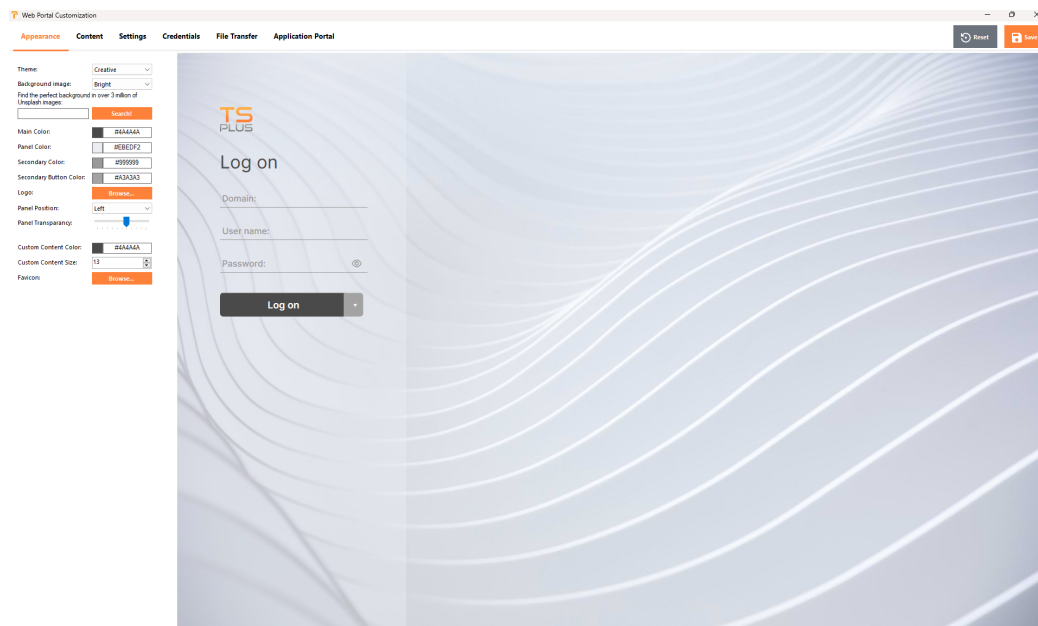 Web Portal Customization
Appearance Content Settings Credentials File Transfer Application Portal Reset Save
Theme: Creative
Background image: Bright
Find the perfect background in over 3 million of
Unsplash images:
Search!
Main Color: #4A4A4A
Panel Color: #EBEDF2
Secondary Color: #999999
Secondary Button Color: #A3A3A3
Logo: Browse...
Panel Position: Left
Panel Transparancy:
Custom Content Color: #4A4A4A
Custom Content Size: 13
Favicon: Browse...
TS
PLUS
Log on
Domain:
User name:
Password:
Log on